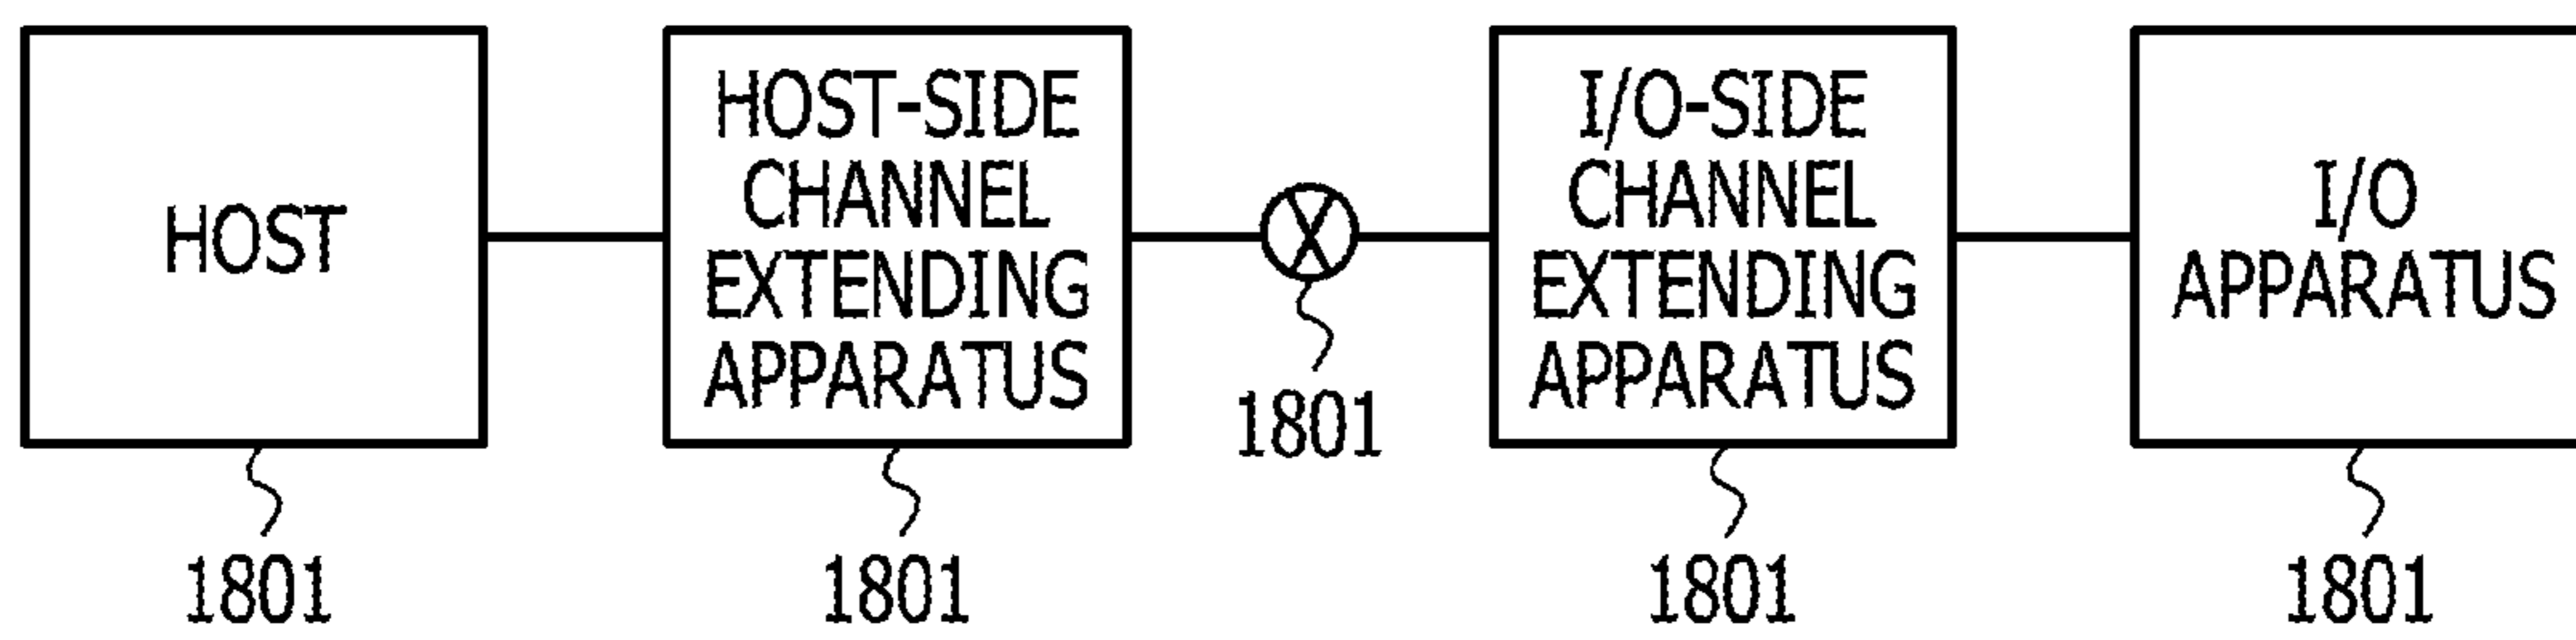 HOST
HOST-SIDE
CHANNEL
EXTENDING
APPARATUS
I/O-SIDE
CHANNEL
EXTENDING
APPARATUS
I/O
APPARATUS
1801
1801
1801
1801
1801